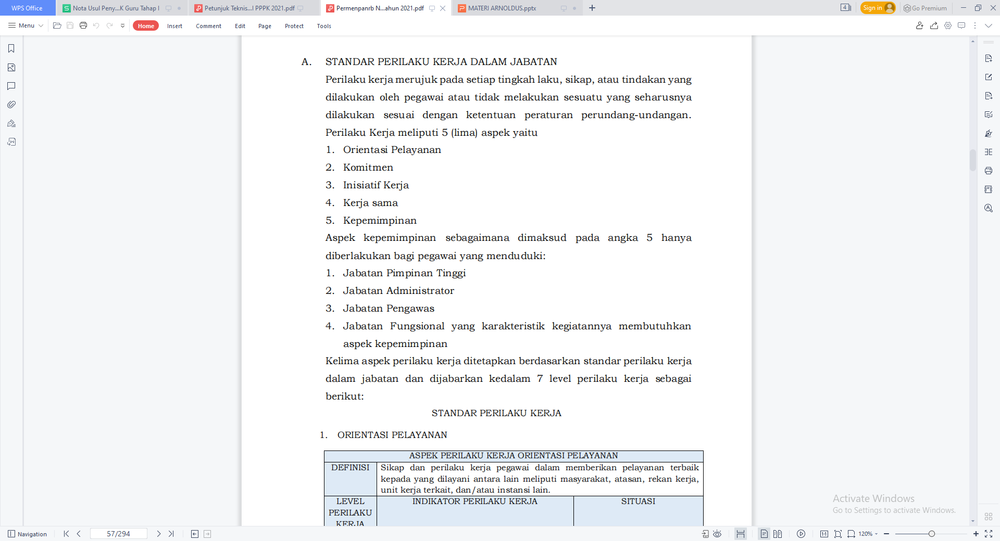 WPS Office
Nota Usul Peny...K Guru Tahap I
Petunjuk Teknis...l PPPK 2021.pdf
Permenpanrb N...ahun 2021.pdf
MATERI ARNOLDUS.pptx
4
Sign in
Go Premium
Menu
Home
Insert
Comment
Edit
Page
Protect
Tools
A. STANDAR PERILAKU KERJA DALAM JABATAN
Perilaku kerja merujuk pada setiap tingkah laku, sikap, atau tindakan yang
dilakukan oleh pegawai atau tidak melakukan sesuatu yang seharusnya
dilakukan sesuai dengan ketentuan peraturan perundang-undangan.
Perilaku Kerja meliputi 5 (lima) aspek yaitu
1. Orientasi Pelayanan
2. Komitmen
3. Inisiatif Kerja
4. Kerja sama
5. Kepemimpinan
Aspek kepemimpinan sebagaimana dimaksud pada angka 5 hanya
diberlakukan bagi pegawai yang menduduki:
1. Jabatan Pimpinan Tinggi
2. Jabatan Administrator
3. Jabatan Pengawas
4. Jabatan Fungsional yang karakteristik kegiatannya membutuhkan
aspek kepemimpinan
Kelima aspek perilaku kerja ditetapkan berdasarkan standar perilaku kerja
dalam jabatan dan dijabarkan kedalam 7 level perilaku kerja sebagai
berikut:
STANDAR PERILAKU KERJA
1. ORIENTASI PELAYANAN
ASPEK PERILAKU KERJA ORIENTASI PELAYANAN
DEFINISI
Sikap dan perilaku kerja pegawai dalam memberikan pelayanan terbaik
kepada yang dilayani antara lain meliputi masyarakat, atasan, rekan kerja,
unit kerja terkait, dan/atau instansi lain.
LEVEL
PERILAKU
KERJA
INDIKATOR PERILAKU KERJA
SITUASI
Activate Windows
Go to Settings to activate Windows.
Navigation
57/294
120%